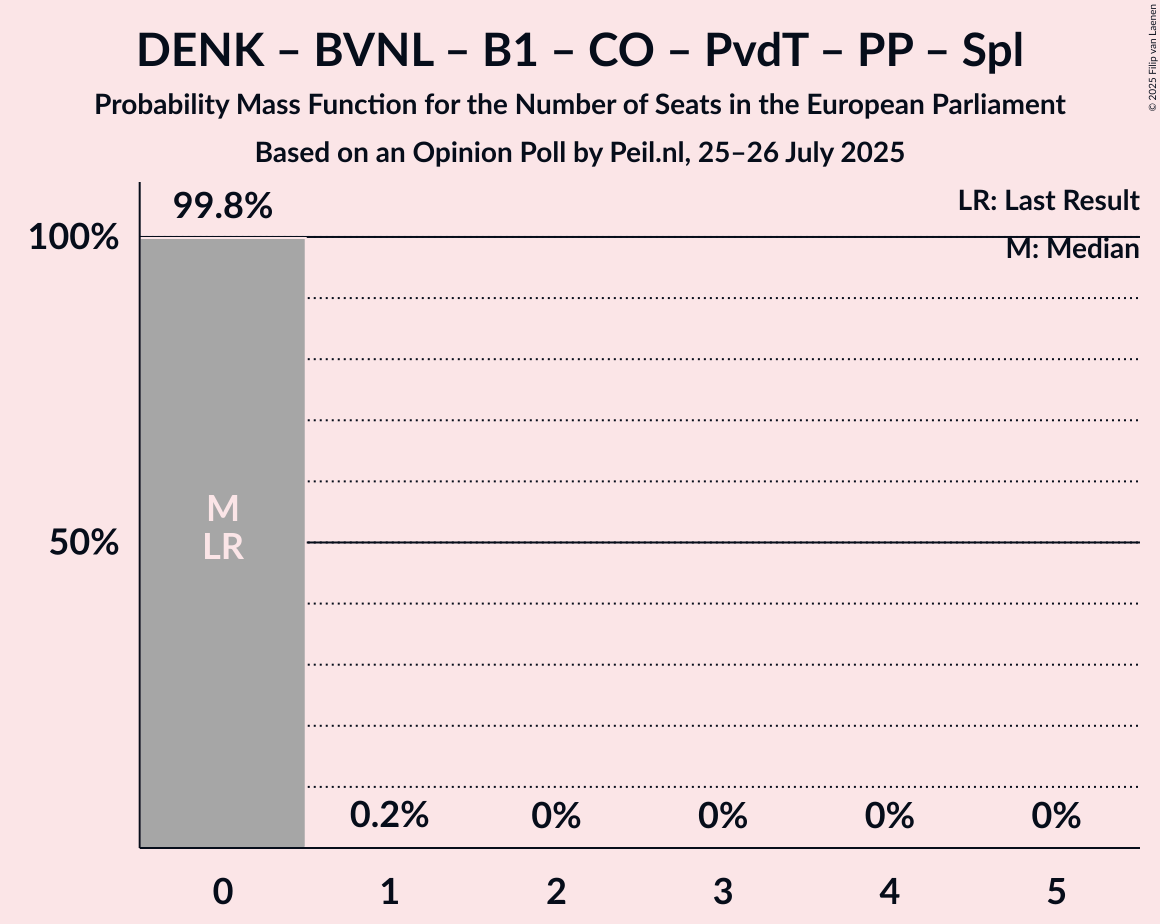 DENK – BVNL – B1 – CO – PvdT – PP – Spl
Probability Mass Function for the Number of Seats in the European Parliament
Based on an Opinion Poll by Peil.nl, 25–26 July 2025
© 2025 Filip van Laenen
LR: Last Result
M: Median
99.8%
100%
M
LR
50%
0.2%
0%
0%
0%
0%
0
1
2
3
4
5